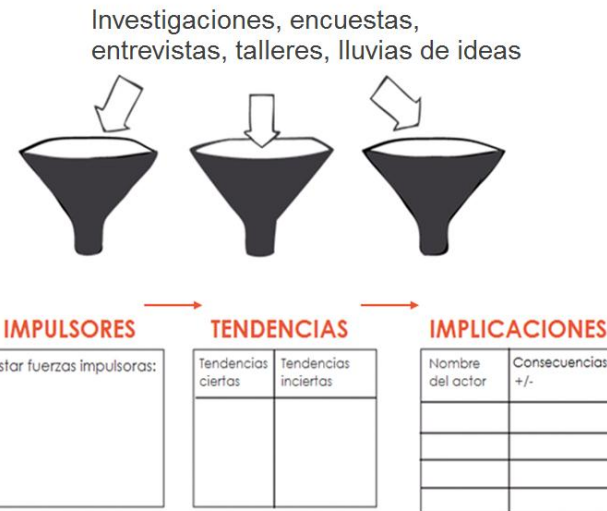 Investigaciones, encuestas,
entrevistas, talleres, lluvias de ideas
IMPULSORES
TENDENCIAS
IMPLICACIONES
star fuerzas impulsoras:
Tendencias
ciertas
Tendencias
inciertas
Nombre
del actor
Consecuencias
+/-